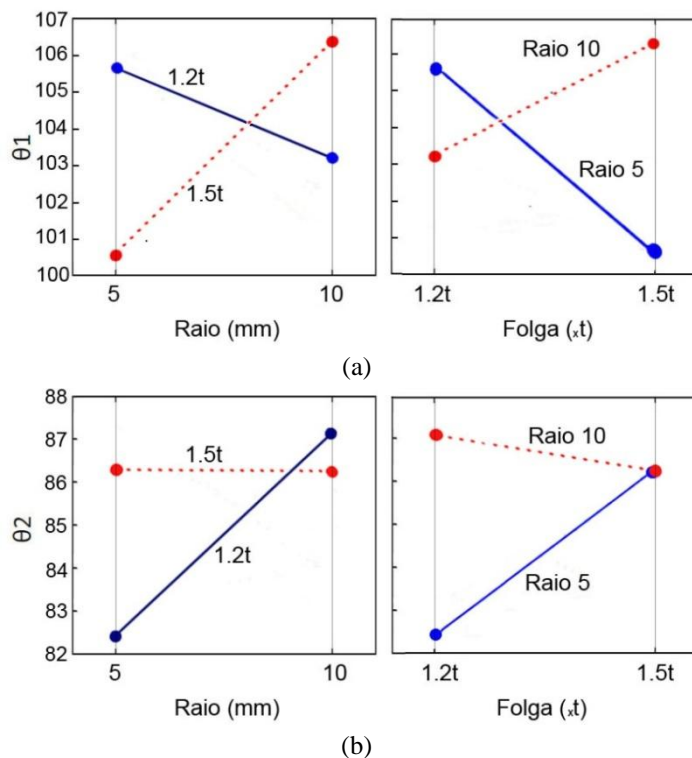 107
106
105
104
103
102
101
100
θ1
1.2t
1.5t
5
10
Raio (mm)
Raio 10
Raio 5
1.2t
1.5t
Folga (ₓt)
(a)
88
87
86
85
84
83
82
θ2
1.5t
1.2t
5
10
Raio (mm)
Raio 10
Raio 5
1.2t
1.5t
Folga (ₓt)
(b)